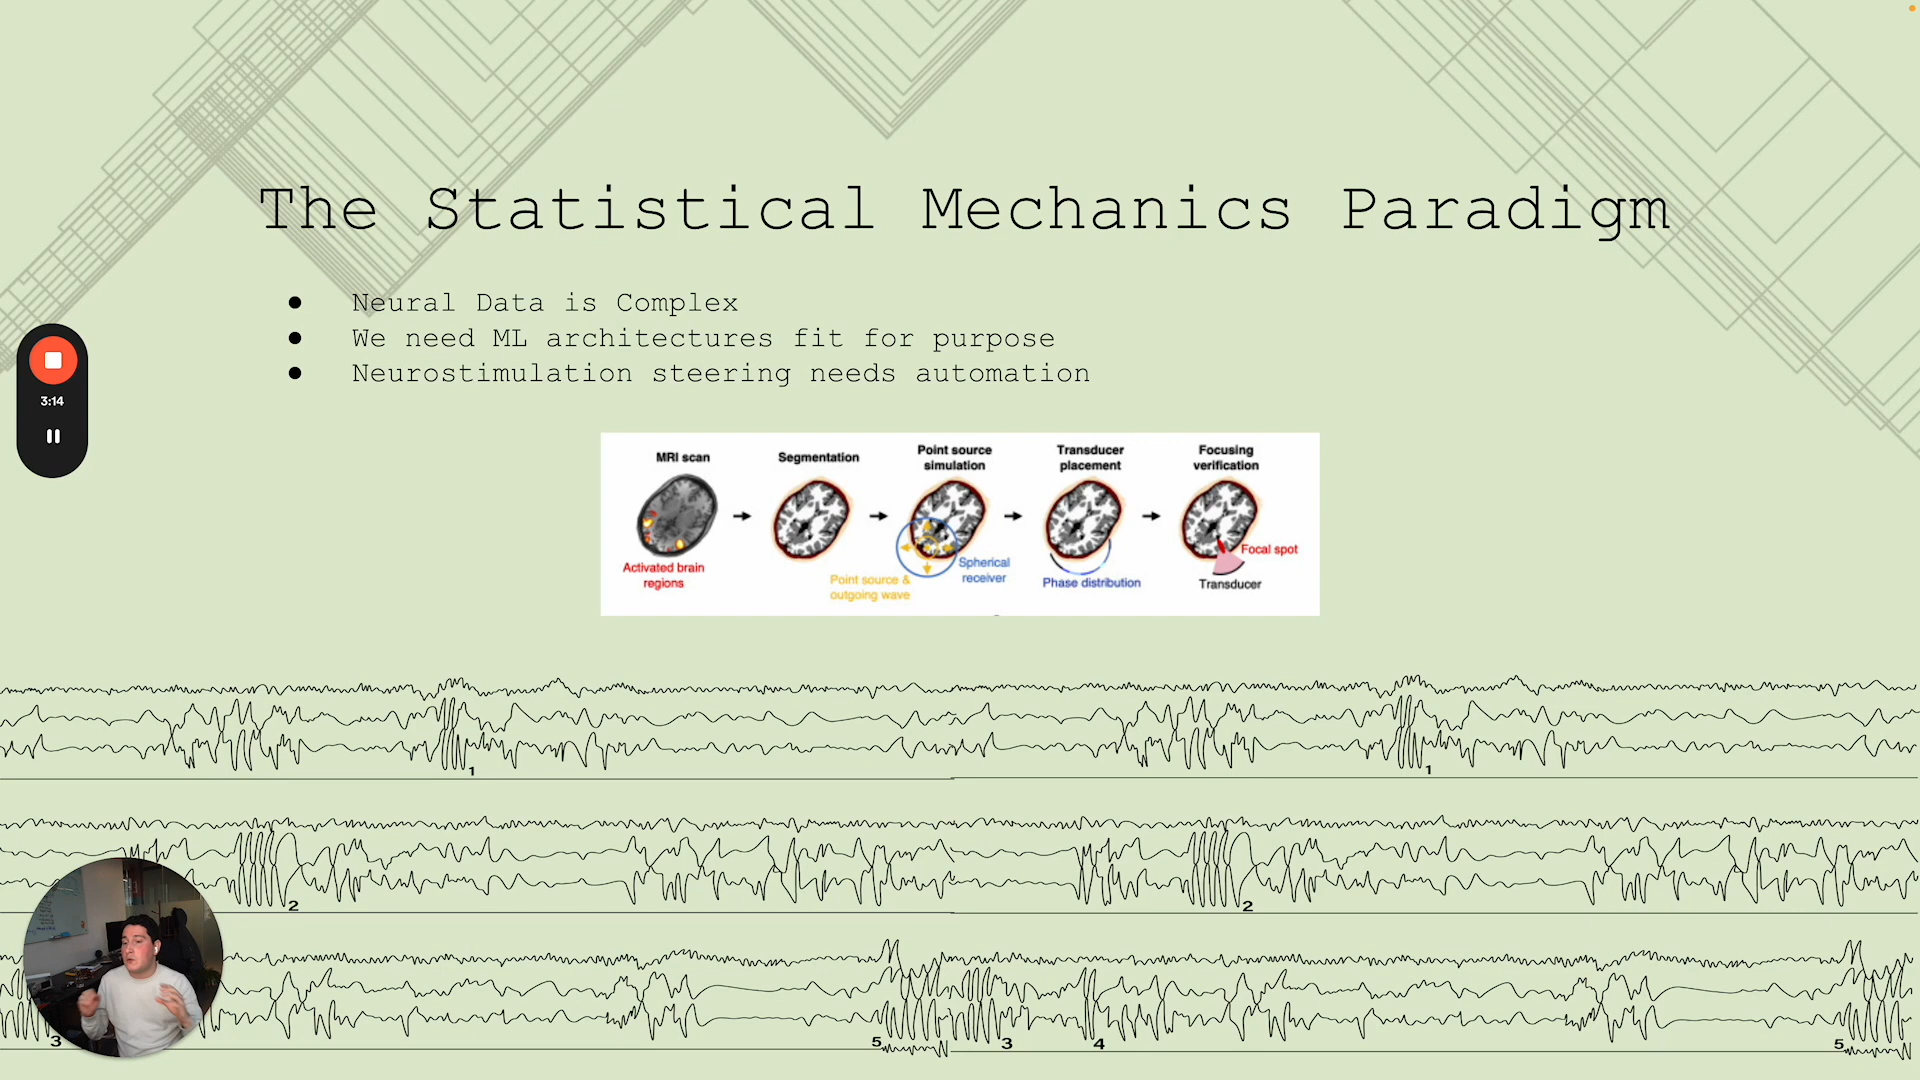 The Statistical Mechanics Paradigm
● Neural Data is Complex
● We need ML architectures fit for purpose
● Neurostimulation steering needs automation
3:14
MRI scan
Segmentation
Point source
simulation
Transducer
placement
Focusing
verification
Activated brain
regions
Point source &
outgoing wave
Spherical
receiver
Phase distribution
Focal spot
Transducer
1
1
2
2
3
5
3
4
5